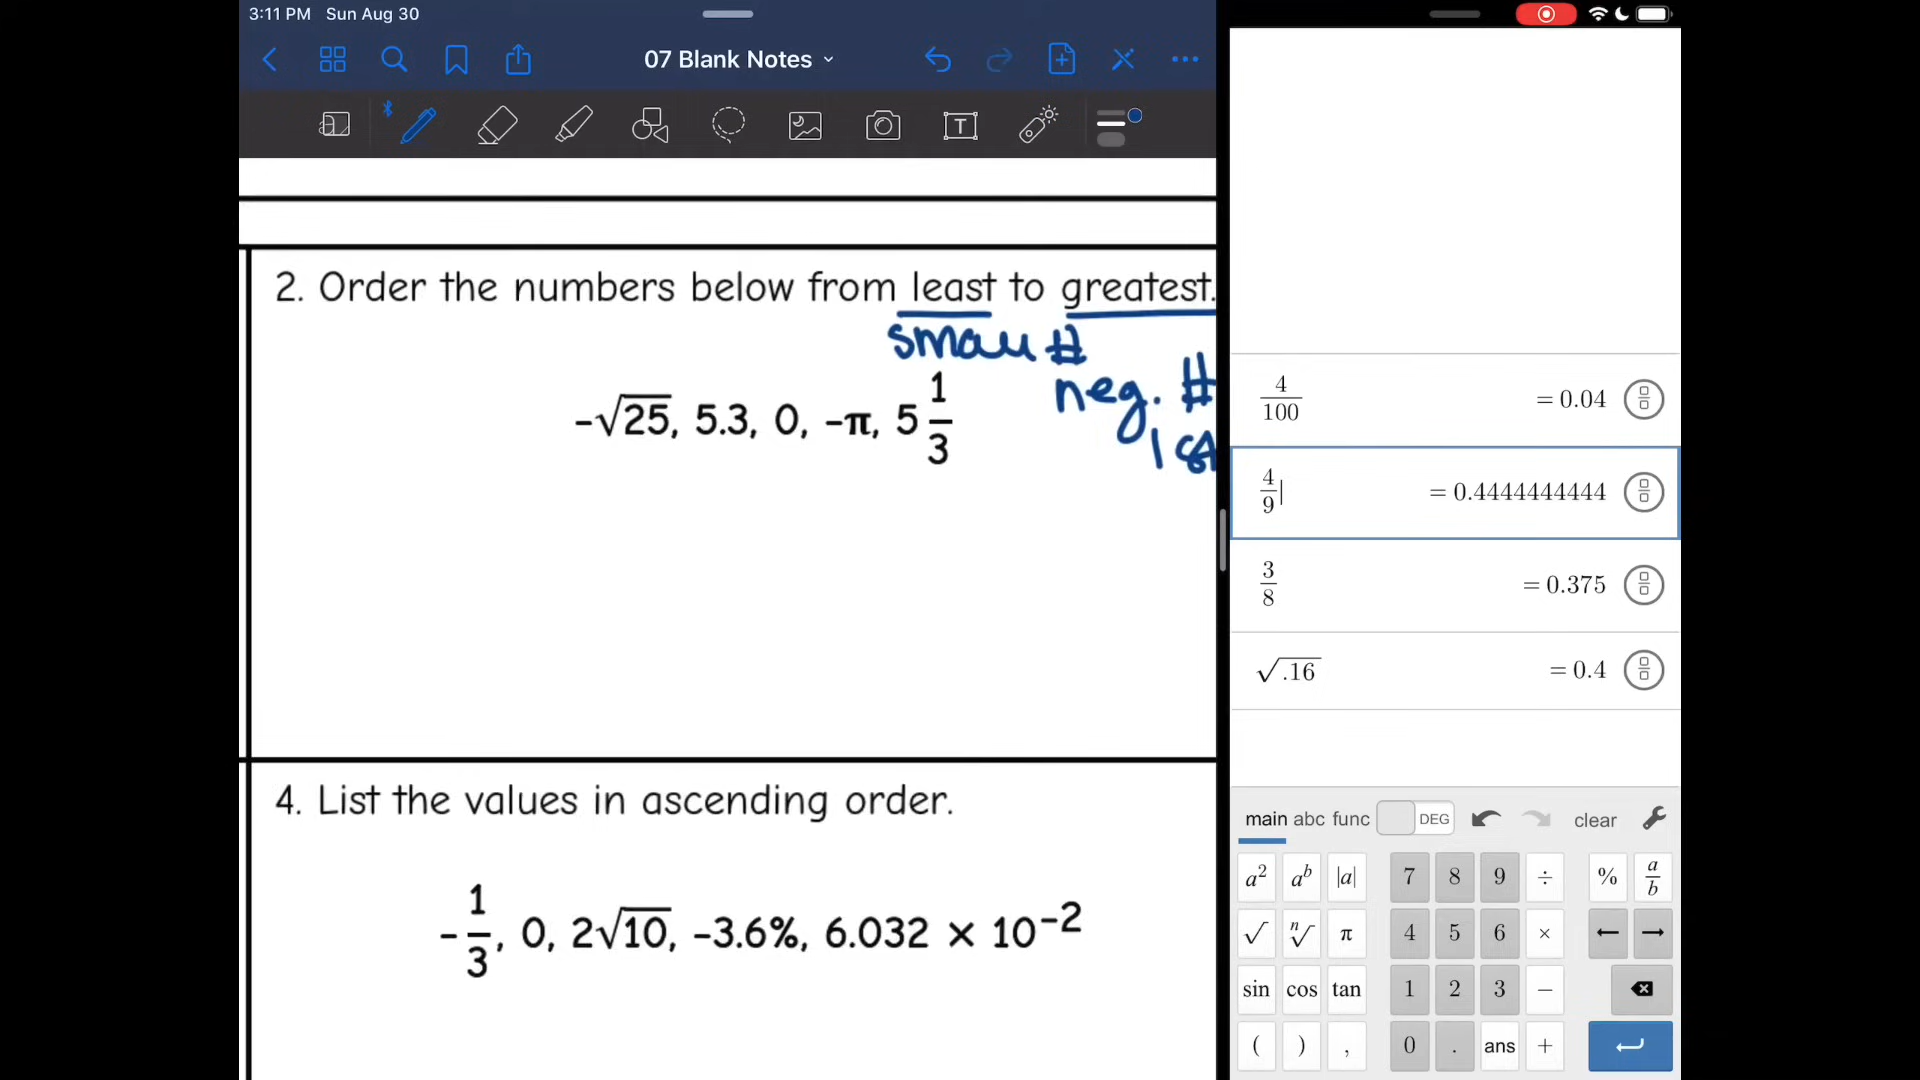 3:11 PM Sun Aug 30
07 Blank Notes
2. Order the numbers below from least to greatest.
small #
neg. #
1st
-√25, 5.3, 0, -π, 5 1/3
4. List the values in ascending order.
-1/3, 0, 2√10, -3.6%, 6.032 × 10⁻²
4/100 = 0.04
4/9 = 0.4444444444
3/8 = 0.375
√.16 = 0.4
main abc func DEG clear
a² aᵇ |a| 7 8 9 ÷ % a/b
√ ⁿ√ π 4 5 6 × ← →
sin cos tan 1 2 3 −
( ) , 0 . ans +